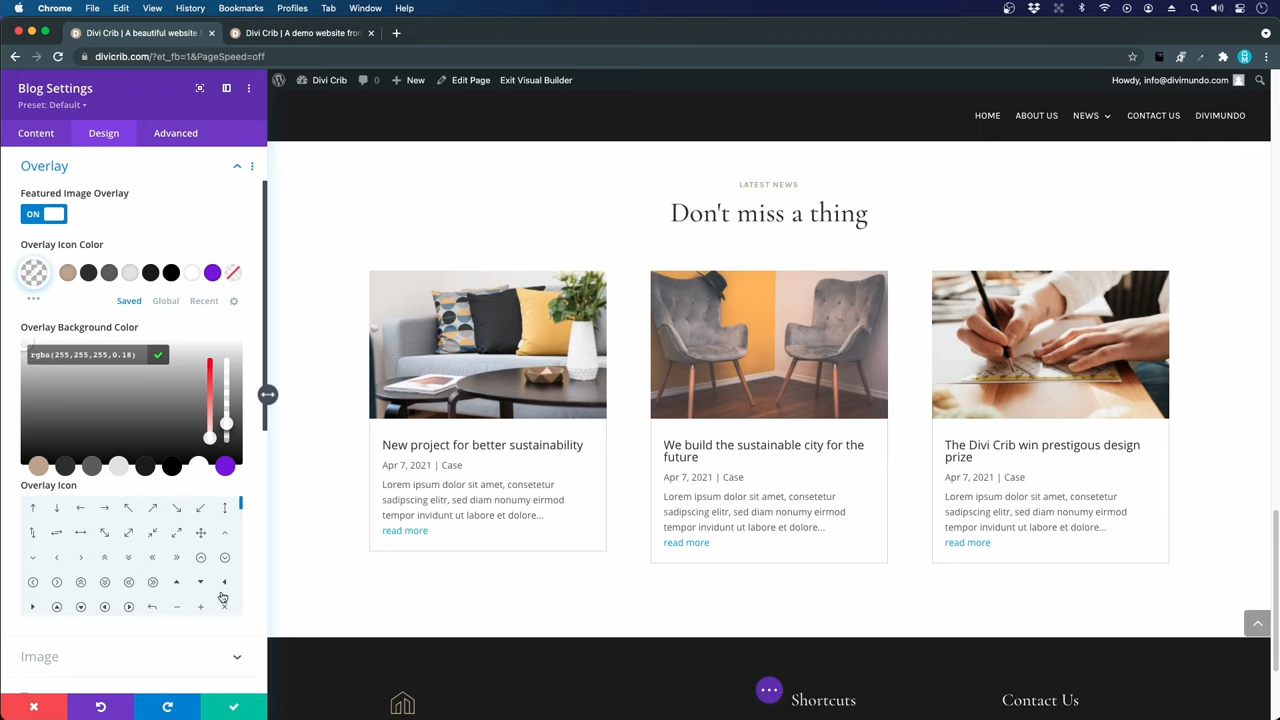 Chrome File Edit View History Bookmarks Profiles Tab Window Help
Divi Crib | A beautiful website f
Divi Crib | A demo website from
divicrib.com/?et_fb=1&PageSpeed=off
Divi Crib 0 New Edit Page Exit Visual Builder
Howdy, info@divimundo.com
Blog Settings
Preset: Default
Content Design Advanced
HOME ABOUT US NEWS CONTACT US DIVIMUNDO
Overlay
Featured Image Overlay
ON
Overlay Icon Color
Saved Global Recent
Overlay Background Color
rgba(255,255,255,0.18)
Overlay Icon
Image
LATEST NEWS
Don't miss a thing
New project for better sustainability
Apr 7, 2021 | Case
Lorem ipsum dolor sit amet, consetetur
sadipscing elitr, sed diam nonumy eirmod
tempor invidunt ut labore et dolore...
read more
We build the sustainable city for the
future
Apr 7, 2021 | Case
Lorem ipsum dolor sit amet, consetetur
sadipscing elitr, sed diam nonumy eirmod
tempor invidunt ut labore et dolore...
read more
The Divi Crib win prestigous design
prize
Apr 7, 2021 | Case
Lorem ipsum dolor sit amet, consetetur
sadipscing elitr, sed diam nonumy eirmod
tempor invidunt ut labore et dolore...
read more
Shortcuts
Contact Us